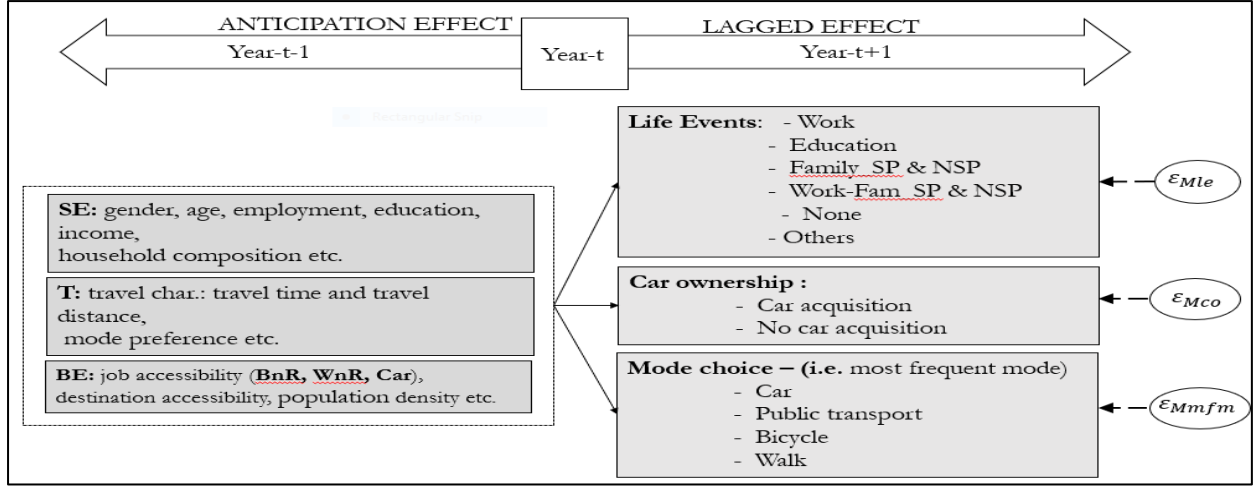 ANTICIPATION EFFECT
LAGGED EFFECT
Year-t-1
Year-t
Year-t+1
Rectangular Snip
Life Events: - Work
- Education
- Family_SP & NSP
- Work-Fam_SP & NSP
- None
- Others
εMle
SE: gender, age, employment, education,
income,
household composition etc.
T: travel char.: travel time and travel
distance,
mode preference etc.
BE: job accessibility (BnR, WnR, Car),
destination accessibility, population density etc.
Car ownership :
- Car acquisition
- No car acquisition
εMco
Mode choice – (i.e. most frequent mode)
- Car
- Public transport
- Bicycle
- Walk
εMmfm